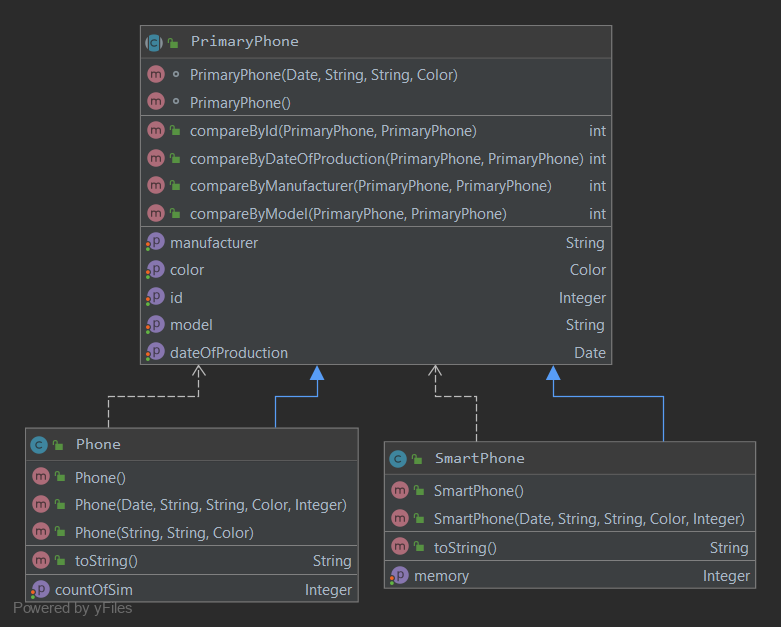 PrimaryPhone
PrimaryPhone(Date, String, String, Color)
PrimaryPhone()
compareById(PrimaryPhone, PrimaryPhone) int
compareByDateOfProduction(PrimaryPhone, PrimaryPhone) int
compareByManufacturer(PrimaryPhone, PrimaryPhone) int
compareByModel(PrimaryPhone, PrimaryPhone) int
manufacturer String
color Color
id Integer
model String
dateOfProduction Date
Phone
Phone()
Phone(Date, String, String, Color, Integer)
Phone(String, String, Color)
toString() String
countOfSim Integer
SmartPhone
SmartPhone()
SmartPhone(Date, String, String, Color, Integer)
toString() String
memory Integer
Powered by yFiles